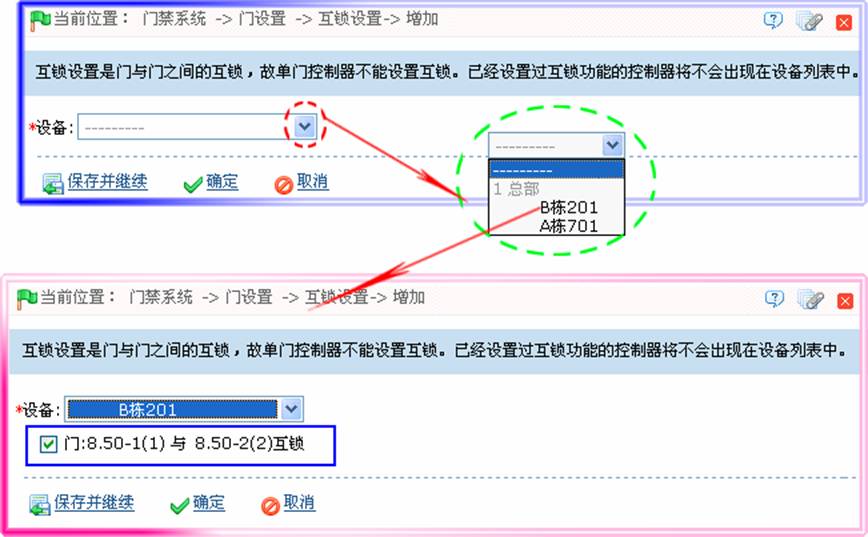 当前位置： 门禁系统 -> 门设置 -> 互锁设置-> 增加
互锁设置是门与门之间的互锁，故单门控制器不能设置互锁。已经设置过互锁功能的控制器将不会出现在设备列表中。
*设备: ---------
---------
---------
1 总部
B栋201
A栋701
保存并继续 确定 取消
当前位置： 门禁系统 -> 门设置 -> 互锁设置-> 增加
互锁设置是门与门之间的互锁，故单门控制器不能设置互锁。已经设置过互锁功能的控制器将不会出现在设备列表中。
*设备: B栋201
门:8.50-1(1) 与 8.50-2(2)互锁
保存并继续 确定 取消